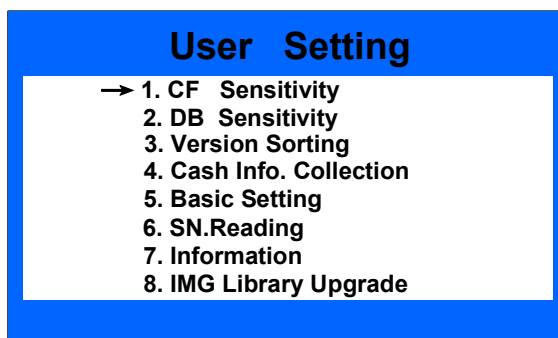 User Setting
→ 1. CF Sensitivity
2. DB Sensitivity
3. Version Sorting
4. Cash Info. Collection
5. Basic Setting
6. SN.Reading
7. Information
8. IMG Library Upgrade